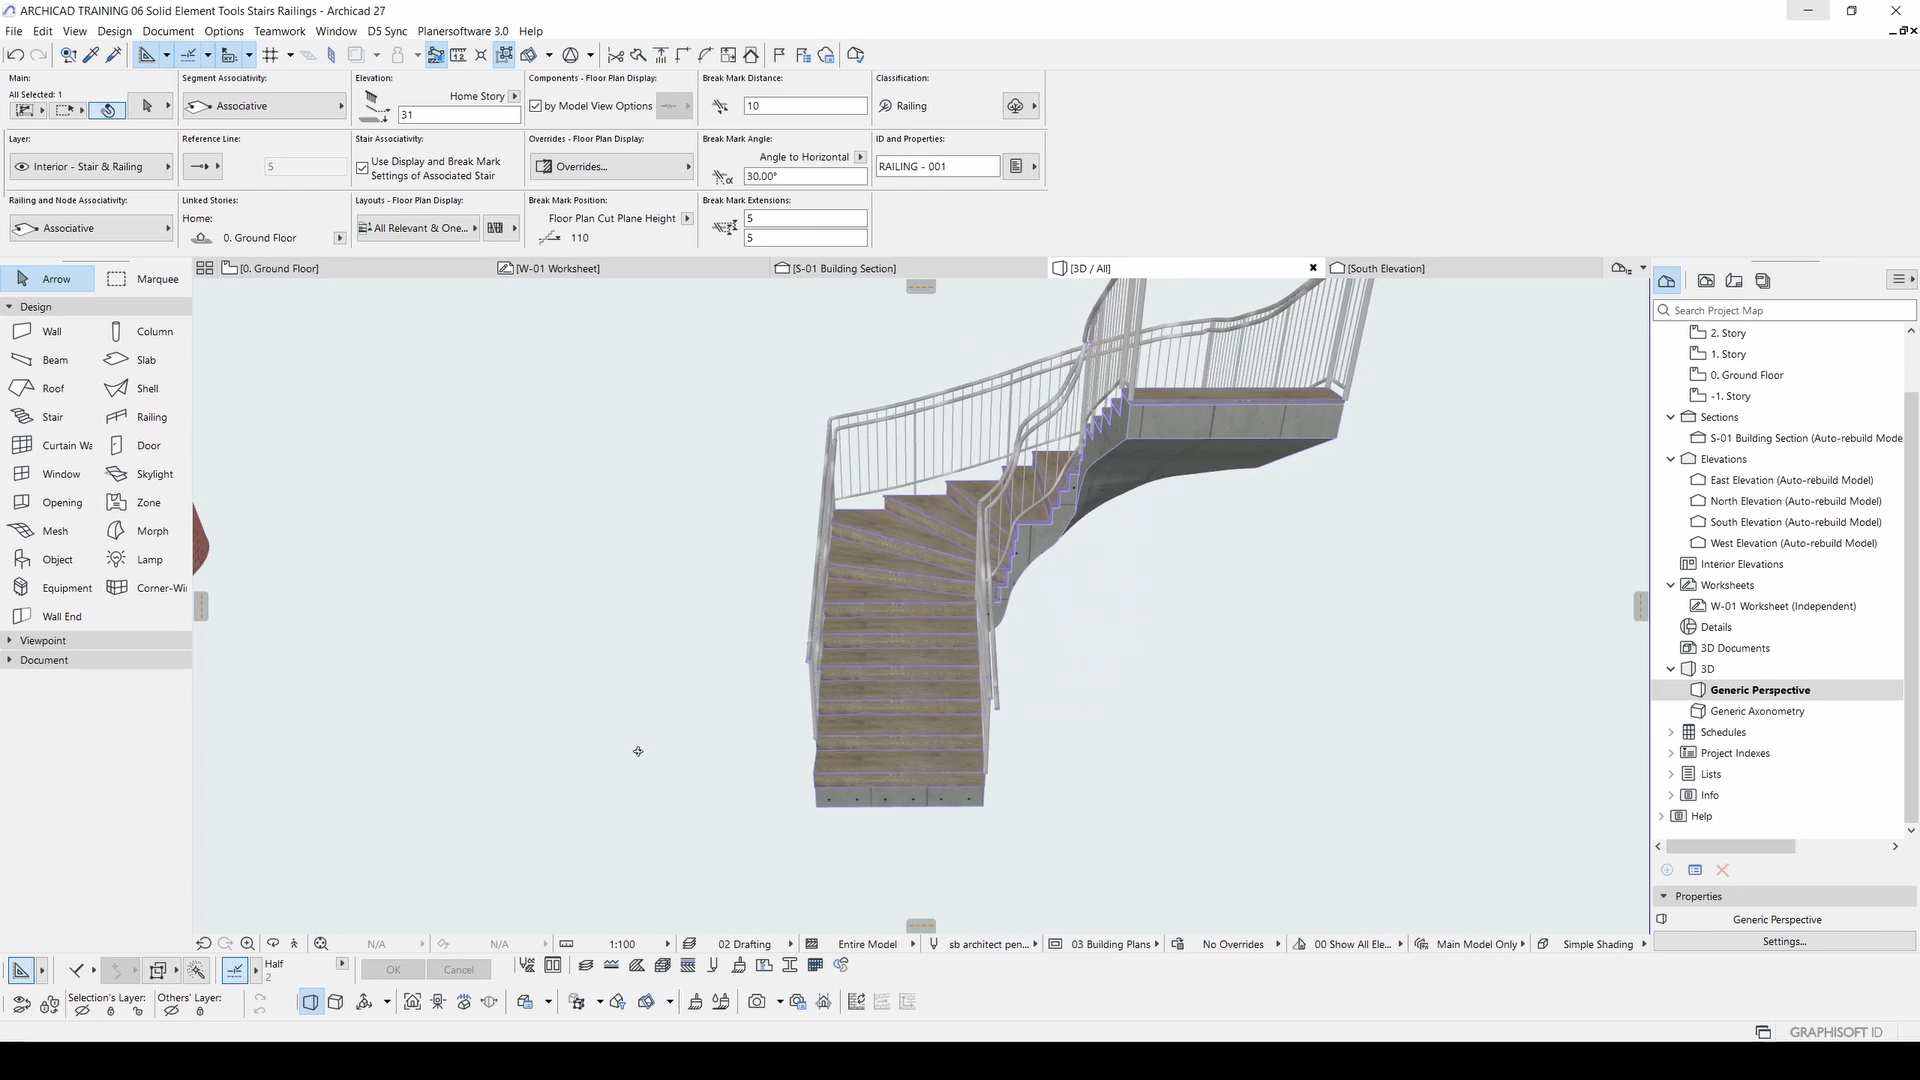 ARCHICAD TRAINING 06 Solid Element Tools Stairs Railings - Archicad 27
File Edit View Design Document Options Teamwork Window D5 Sync Planersoftware 3.0 Help
Main:
All Selected: 1
Segment Associativity:
Associative
Elevation:
Home Story
31
Components - Floor Plan Display:
by Model View Options
Break Mark Distance:
10
Classification:
Railing
Layer:
Interior - Stair & Railing
Reference Line:
5
Stair Associativity:
Use Display and Break Mark
Settings of Associated Stair
Overrides - Floor Plan Display:
Overrides...
Break Mark Angle:
Angle to Horizontal
30,00°
ID and Properties:
RAILING - 001
Railing and Node Associativity:
Associative
Linked Stories:
Home:
0. Ground Floor
Layouts - Floor Plan Display:
All Relevant & One...
Break Mark Position:
Floor Plan Cut Plane Height
110
Break Mark Extensions:
5
5
Arrow Marquee
[0. Ground Floor] [W-01 Worksheet] [S-01 Building Section] [3D / All] [South Elevation]
Design
Wall Column
Beam Slab
Roof Shell
Stair Railing
Curtain Wa Door
Window Skylight
Opening Zone
Mesh Morph
Object Lamp
Equipment Corner-Wi
Wall End
Viewpoint
Document
Search Project Map
2. Story
1. Story
0. Ground Floor
-1. Story
Sections
S-01 Building Section (Auto-rebuild Mode
Elevations
East Elevation (Auto-rebuild Model)
North Elevation (Auto-rebuild Model)
South Elevation (Auto-rebuild Model)
West Elevation (Auto-rebuild Model)
Interior Elevations
Worksheets
W-01 Worksheet (Independent)
Details
3D Documents
3D
Generic Perspective
Generic Axonometry
Schedules
Project Indexes
Lists
Info
Help
Properties
Generic Perspective
Settings...
N/A N/A 1:100 02 Drafting Entire Model sb architect pen... 03 Building Plans No Overrides 00 Show All Ele... Main Model Only Simple Shading
Half
2
OK Cancel
Selection's Layer: Others' Layer:
GRAPHISOFT ID